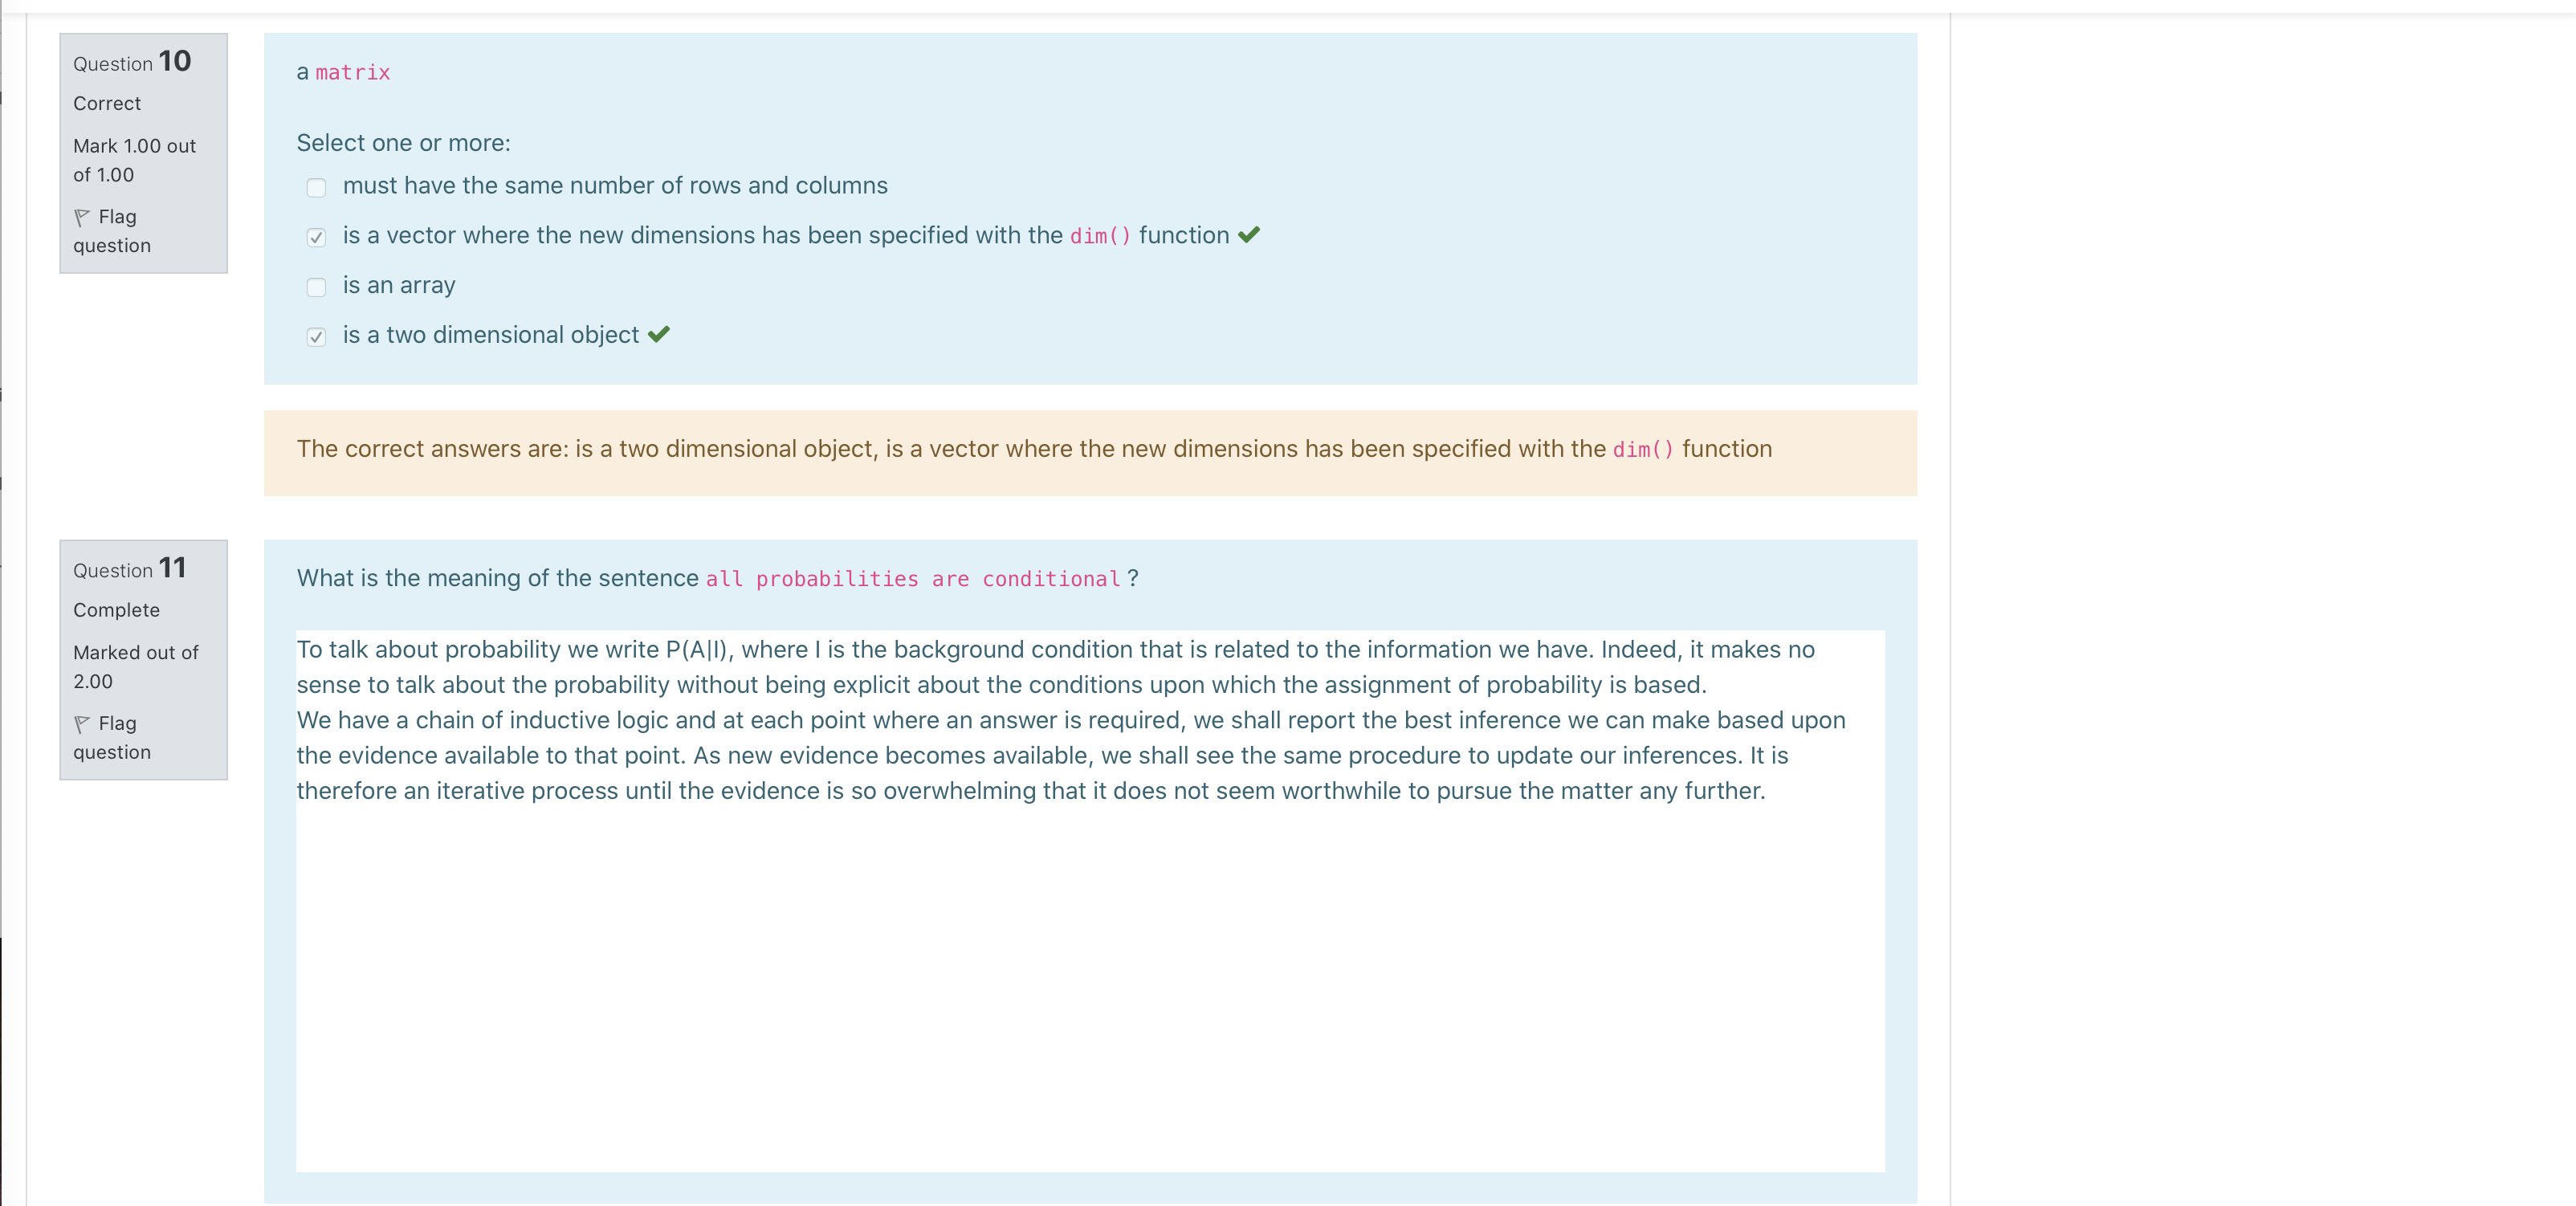 Question 10
Correct
Mark 1.00 out
of 1.00
Flag
question
a matrix
Select one or more:
must have the same number of rows and columns
is a vector where the new dimensions has been specified with the dim() function
is an array
is a two dimensional object
The correct answers are: is a two dimensional object, is a vector where the new dimensions has been specified with the dim() function
Question 11
Complete
Marked out of
2.00
Flag
question
What is the meaning of the sentence all probabilities are conditional ?
To talk about probability we write P(A|I), where I is the background condition that is related to the information we have. Indeed, it makes no
sense to talk about the probability without being explicit about the conditions upon which the assignment of probability is based.
We have a chain of inductive logic and at each point where an answer is required, we shall report the best inference we can make based upon
the evidence available to that point. As new evidence becomes available, we shall see the same procedure to update our inferences. It is
therefore an iterative process until the evidence is so overwhelming that it does not seem worthwhile to pursue the matter any further.